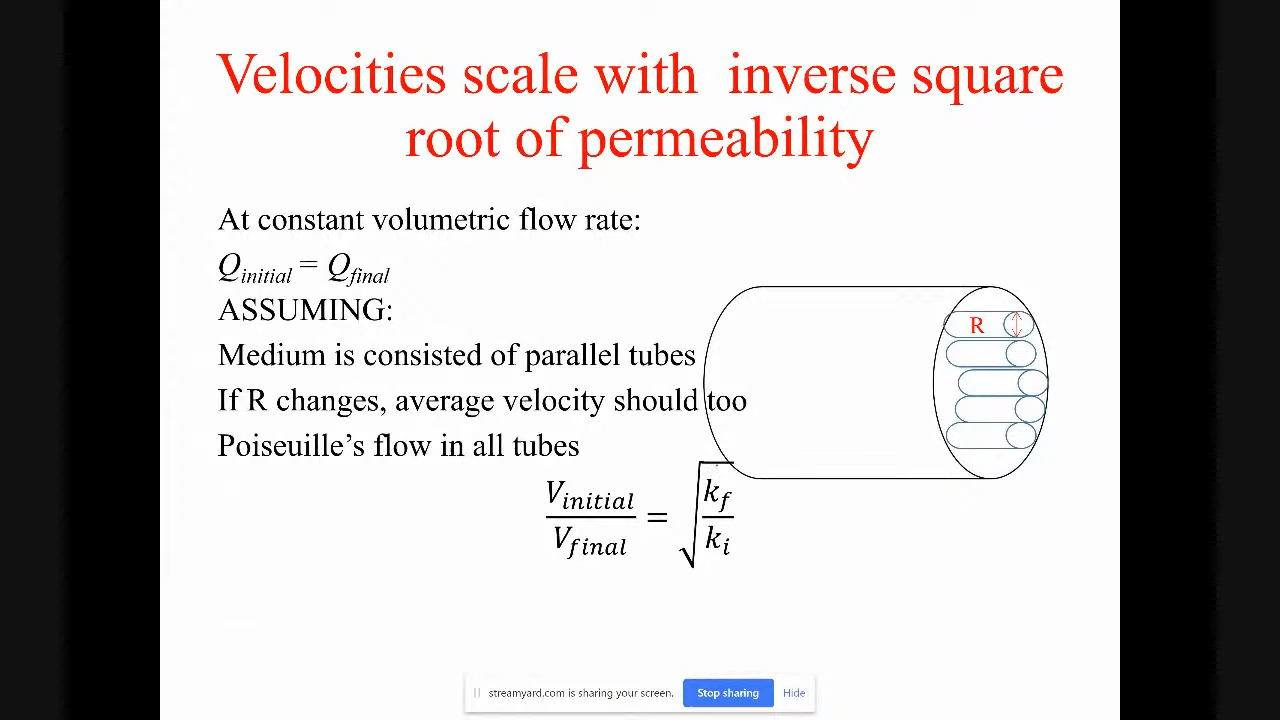 Velocities scale with inverse square
root of permeability
At constant volumetric flow rate:
Q_initial = Q_final
ASSUMING:
Medium is consisted of parallel tubes
If R changes, average velocity should too
Poiseuille's flow in all tubes
R
V_initial / V_final = √(k_f / k_i)
streamyard.com is sharing your screen. Stop sharing Hide